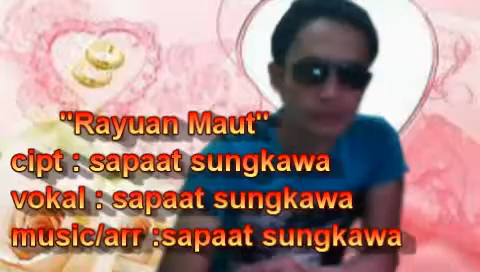 "Rayuan Maut"
cipt : sapaat sungkawa
vokal : sapaat sungkawa
music/arr :sapaat sungkawa